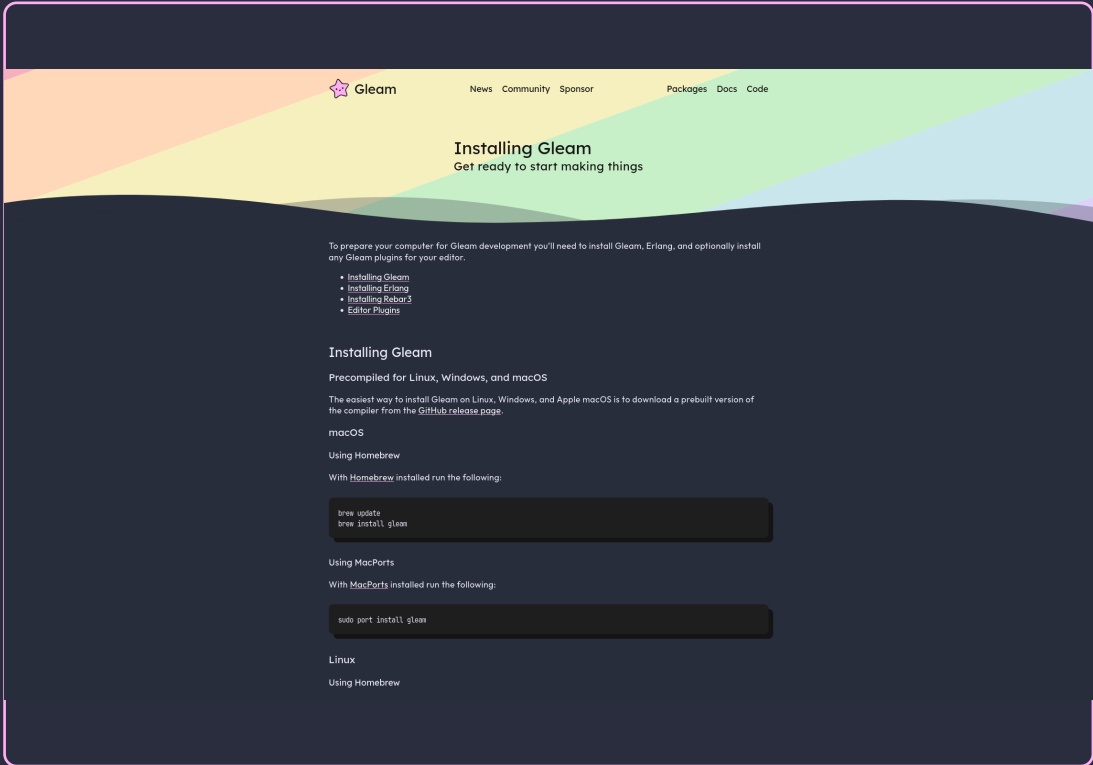 Gleam
News Community Sponsor
Packages Docs Code
Installing Gleam
Get ready to start making things
To prepare your computer for Gleam development you'll need to install Gleam, Erlang, and optionally install
any Gleam plugins for your editor.
Installing Gleam
Installing Erlang
Installing Rebar3
Editor Plugins
Installing Gleam
Precompiled for Linux, Windows, and macOS
The easiest way to install Gleam on Linux, Windows, and Apple macOS is to download a prebuilt version of
the compiler from the GitHub release page.
macOS
Using Homebrew
With Homebrew installed run the following:
brew update
brew install gleam
Using MacPorts
With MacPorts installed run the following:
sudo port install gleam
Linux
Using Homebrew